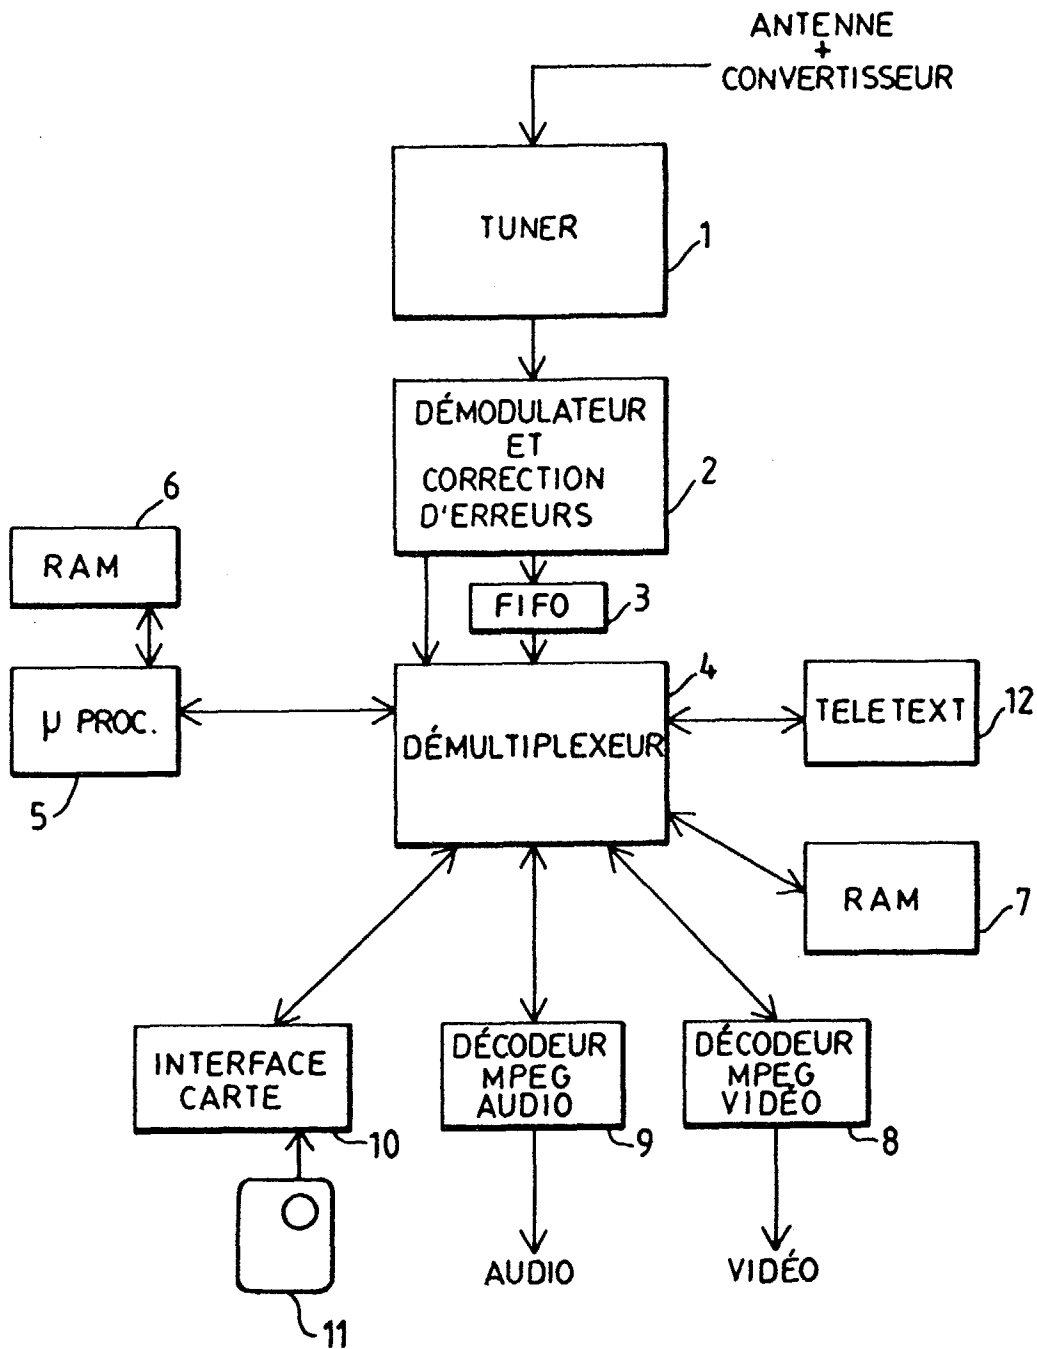 ANTENNE
+
CONVERTISSEUR
TUNER
1
DÉMODULATEUR
ET
CORRECTION
D'ERREURS
2
6
RAM
FIFO
3
4
µ PROC.
5
DÉMULTIPLEXEUR
TELETEXT
12
RAM
7
INTERFACE
CARTE
10
DÉCODEUR
MPEG
AUDIO
9
DÉCODEUR
MPEG
VIDÉO
8
11
AUDIO
VIDÉO